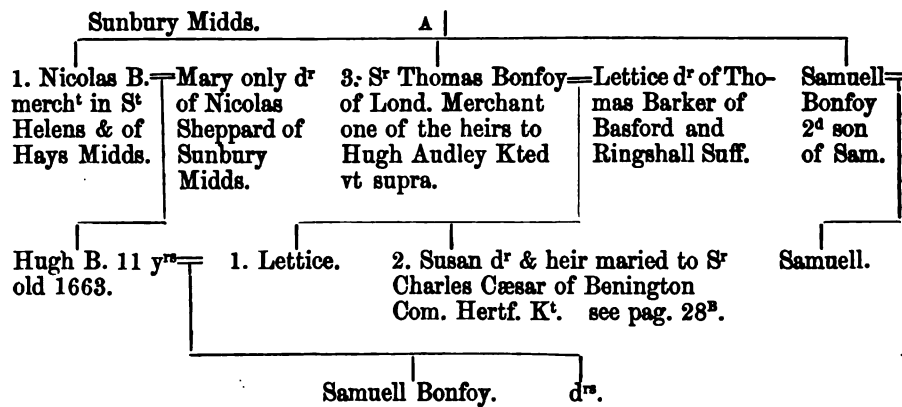 Sunbury Midds. A
1. Nicolas B.
mercht in St
Helens & of
Hays Midds.
Mary only dr
of Nicolas
Sheppard of
Sunbury
Midds.
3. Sr Thomas Bonfoy
of Lond. Merchant
one of the heirs to
Hugh Audley Kted
vt supra.
Lettice dr of Tho-
mas Barker of
Basford and
Ringshall Suff.
Samuell
Bonfoy
2d son
of Sam.
Hugh B. 11 yrs
old 1663.
1. Lettice.
2. Susan dr & heir maried to Sr
Charles Cæsar of Benington
Com. Hertf. Kt. see pag. 28B.
Samuell.
Samuell Bonfoy.
drs.